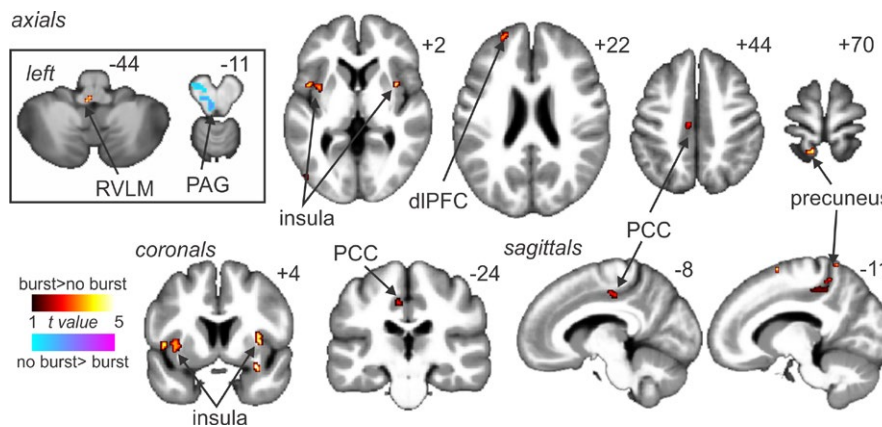 axials
left
-44
-11
+2
+22
+44
+70
RVLM
PAG
insula
dlPFC
PCC
precuneus
coronals
+4
PCC
-24
sagittals
-8
-11
burst>no burst
1 t value 5
no burst> burst
insula